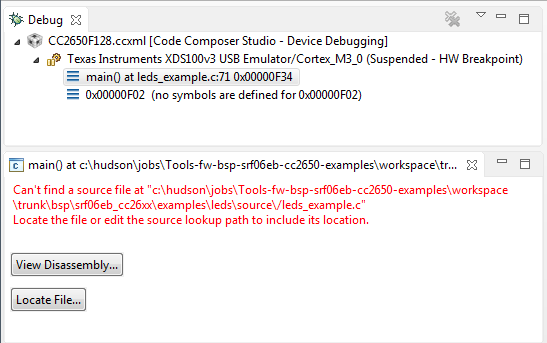 Debug
CC2650F128.ccxml [Code Composer Studio - Device Debugging]
Texas Instruments XDS100v3 USB Emulator/Cortex_M3_0 (Suspended - HW Breakpoint)
main() at leds_example.c:71 0x00000F34
0x00000F02 (no symbols are defined for 0x00000F02)
main() at c:\hudson\jobs\Tools-fw-bsp-srf06eb-cc2650-examples\workspace\tr...
Can't find a source file at "c:\hudson\jobs\Tools-fw-bsp-srf06eb-cc2650-examples\workspace
\trunk\bsp\srf06eb_cc26xx\examples\leds\source\/leds_example.c"
Locate the file or edit the source lookup path to include its location.
View Disassembly...
Locate File...